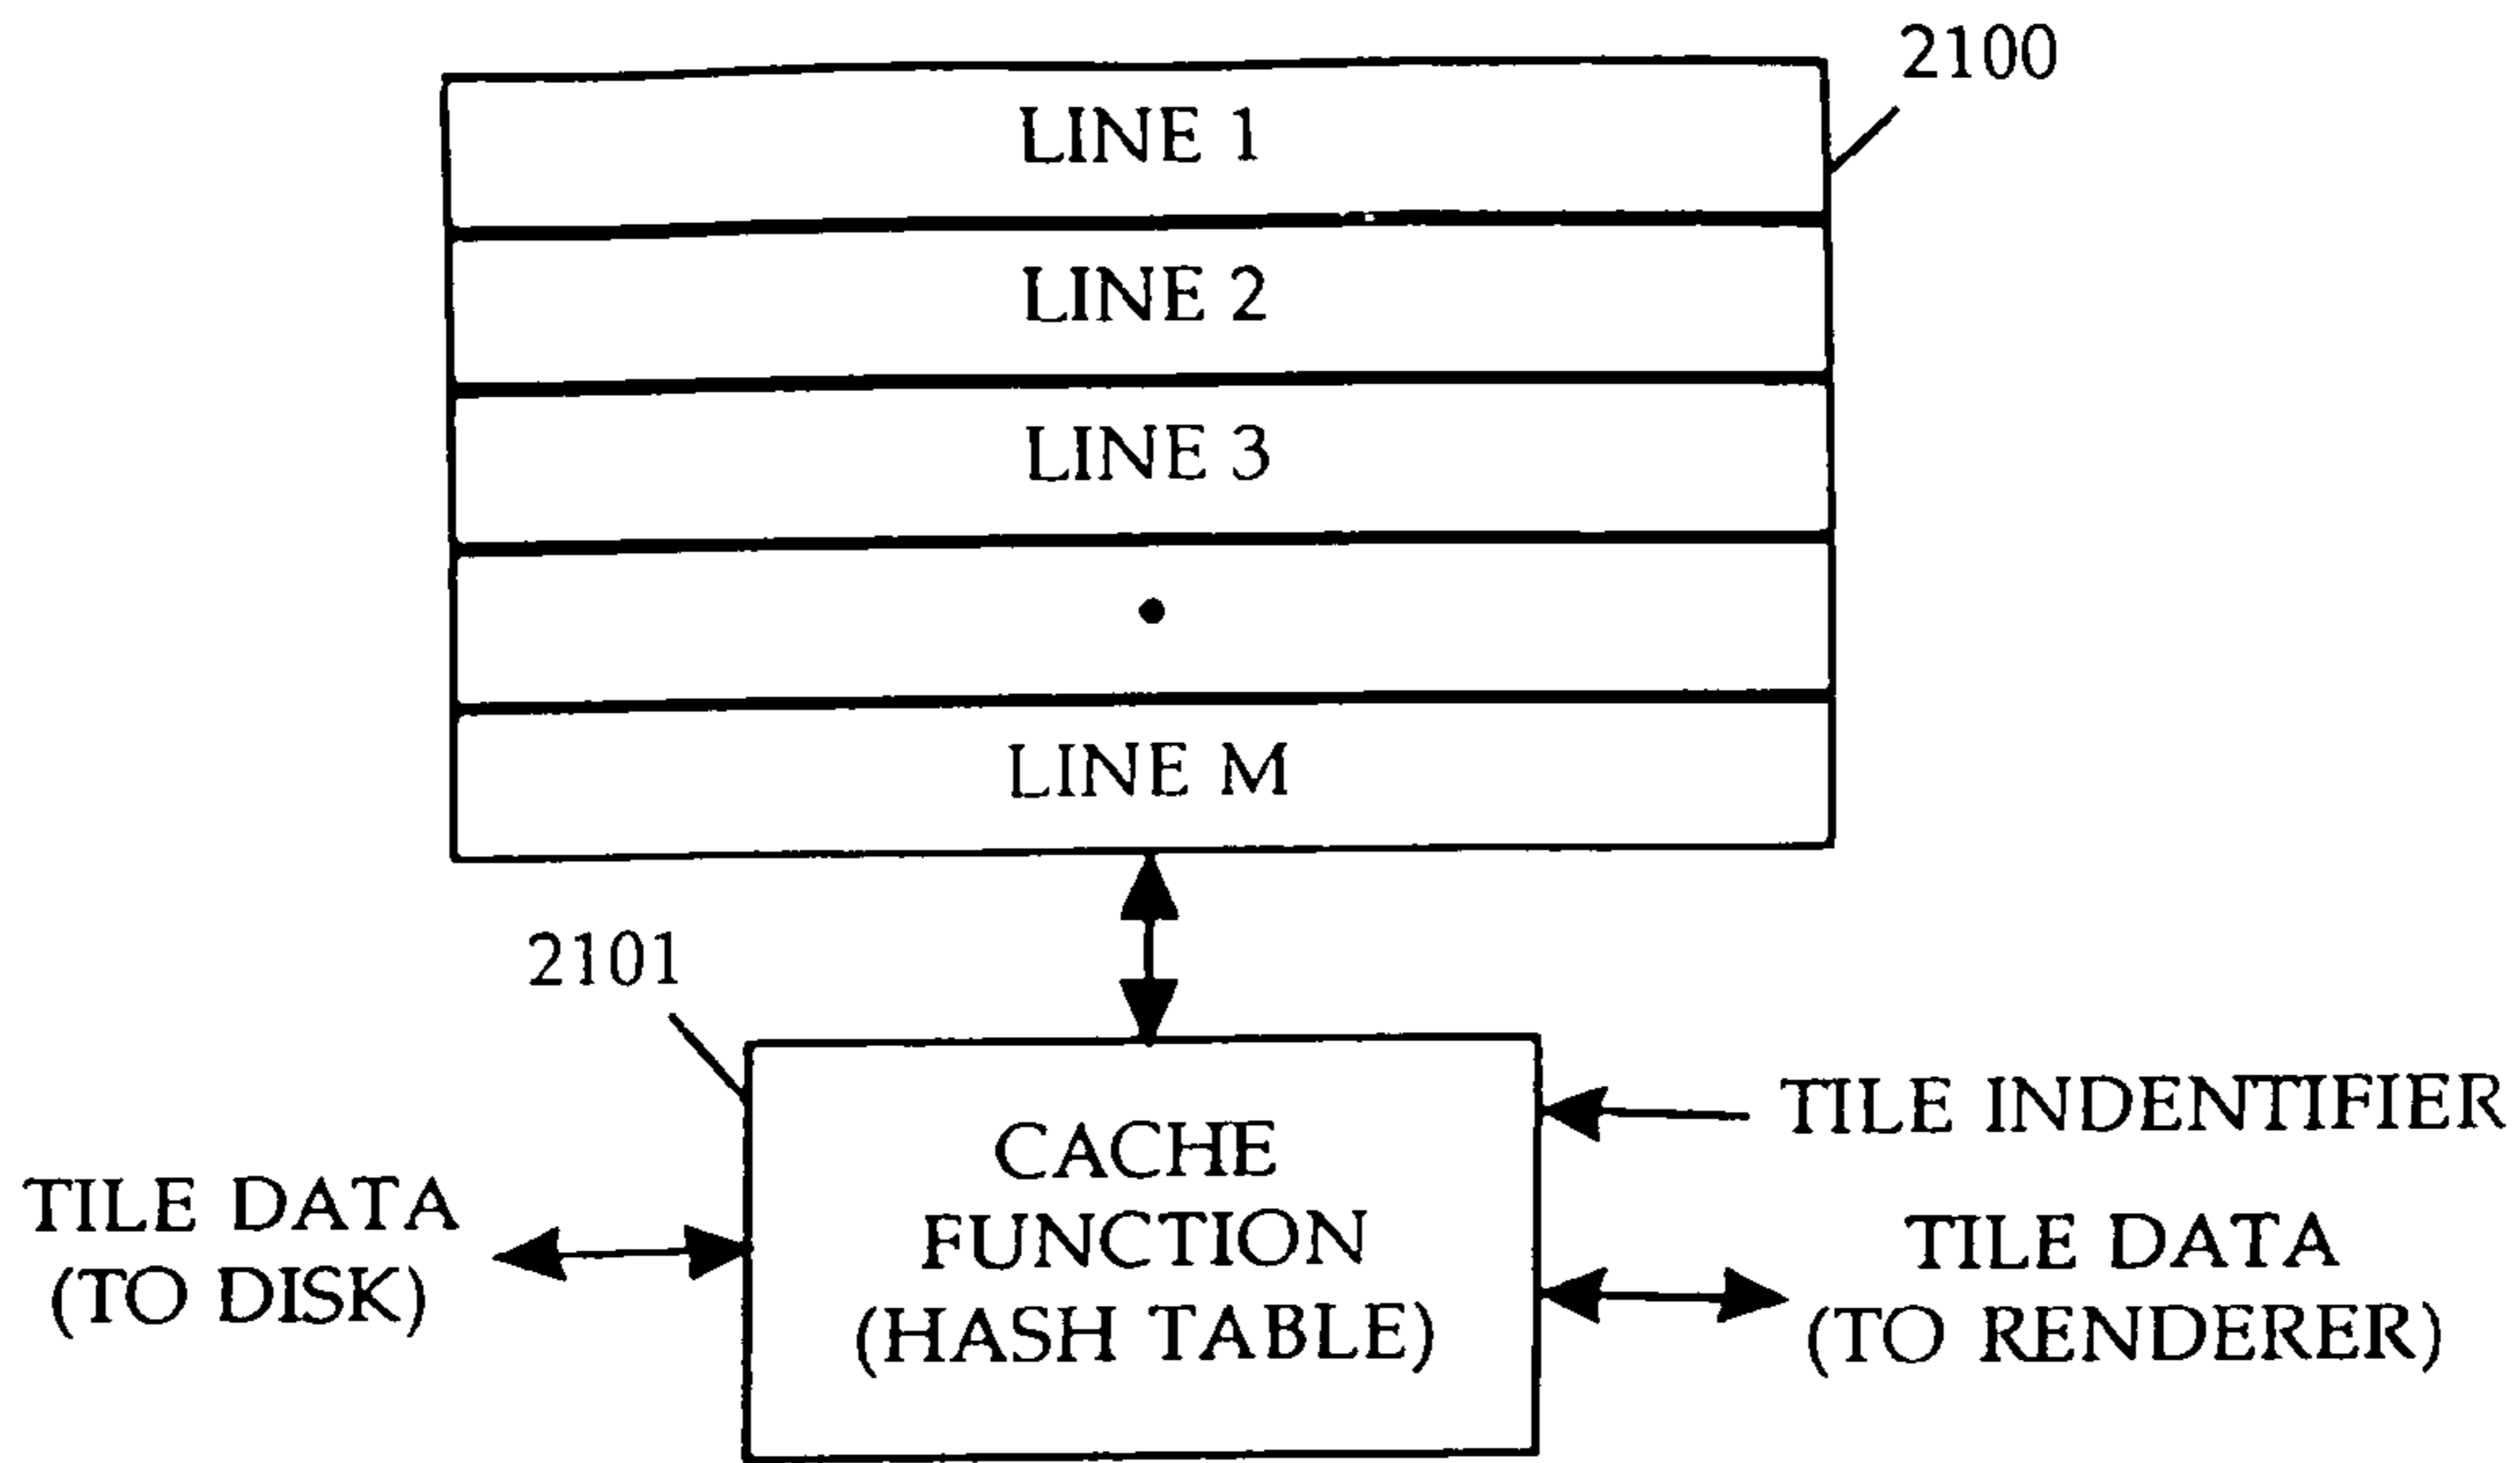 2100
LINE 1
LINE 2
LINE 3
LINE M
2101
CACHE
FUNCTION
(HASH TABLE)
TILE DATA
(TO DISK)
TILE INDENTIFIER
TILE DATA
(TO RENDERER)